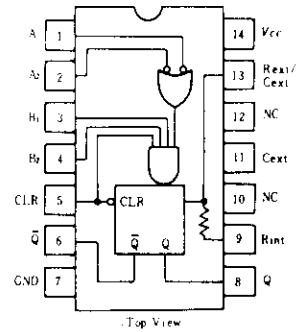 A₁ 1 14 Vcc
A₂ 2 13 Rext/
Cext
B₁ 3 12 NC
B₂ 4 11 Cext
CLR 5 CLR 10 NC
Q̅ 6 Q̅ Q 9 Rint
GND 7 8 Q
Top View